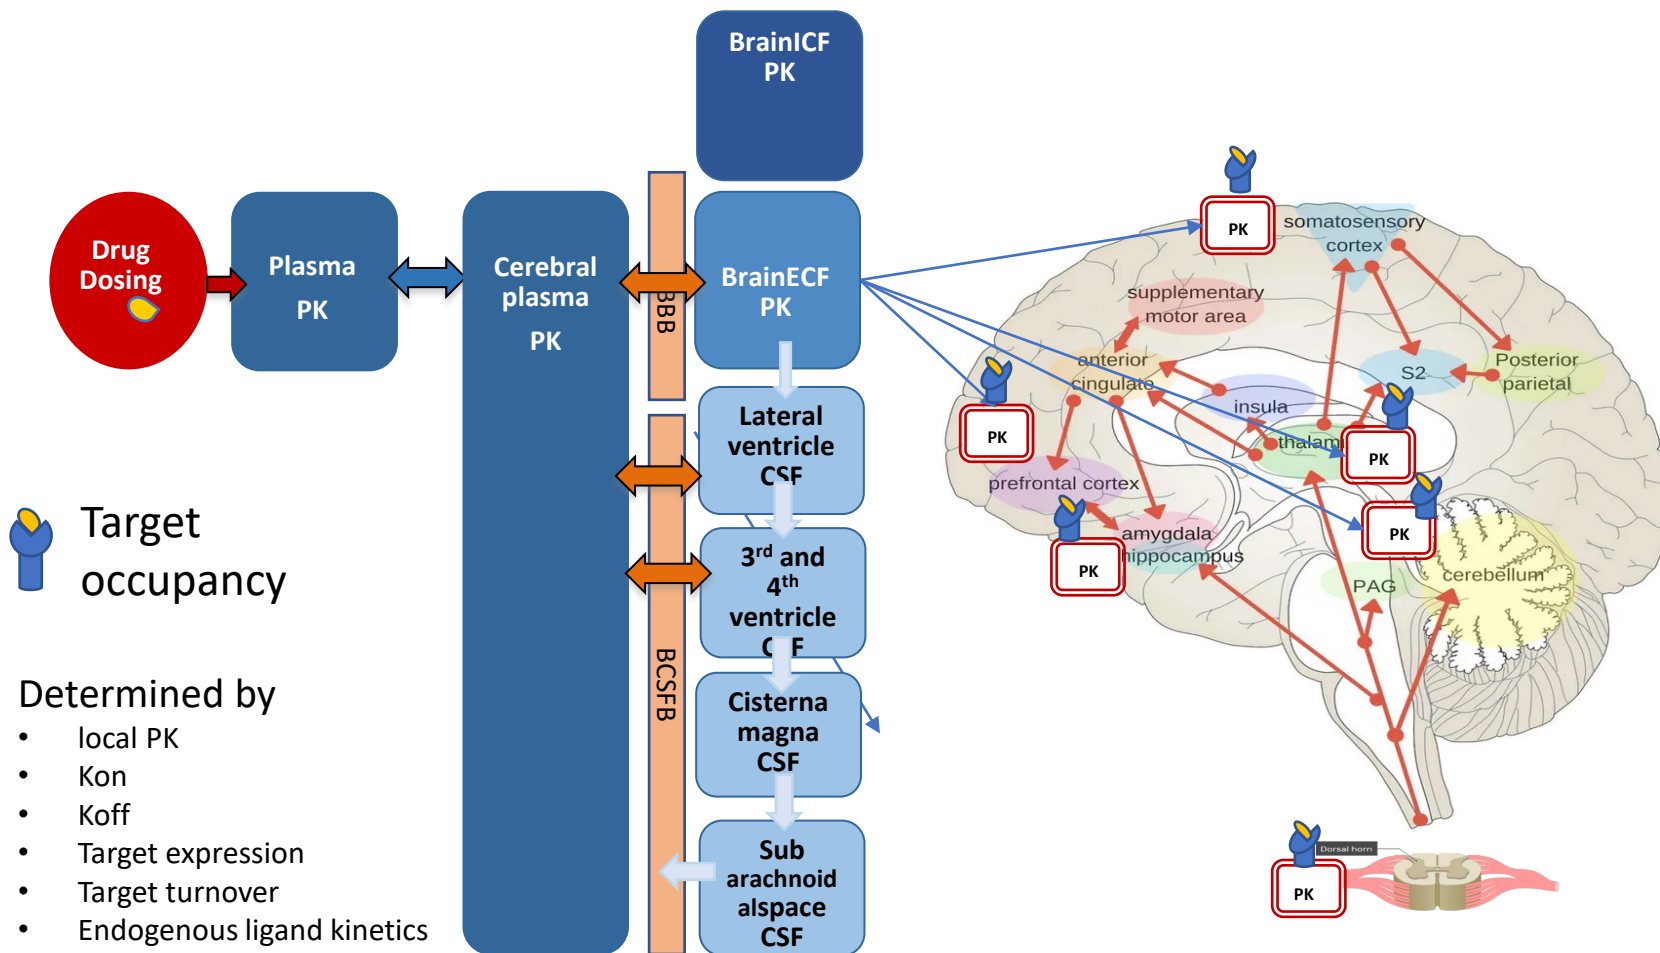 BrainICF
PK
Drug
Dosing
Plasma
PK
Cerebral
plasma
PK
BBB
BrainECF
PK
Lateral
ventricle
CSF
3rd and
4th
ventricle
CSF
BCSFB
Cisterna
magna
CSF
Sub
arachnoid
alspace
CSF
Target
occupancy
Determined by
• local PK
• Kon
• Koff
• Target expression
• Target turnover
• Endogenous ligand kinetics
PK
somatosensory
cortex
supplementary
motor area
anterior
cingulate
S2
Posterior
parietal
insula
PK
thalam
PK
prefrontal cortex
PK
amygdala
hippocampus
PK
PAG
cerebellum
Dorsal horn
PK